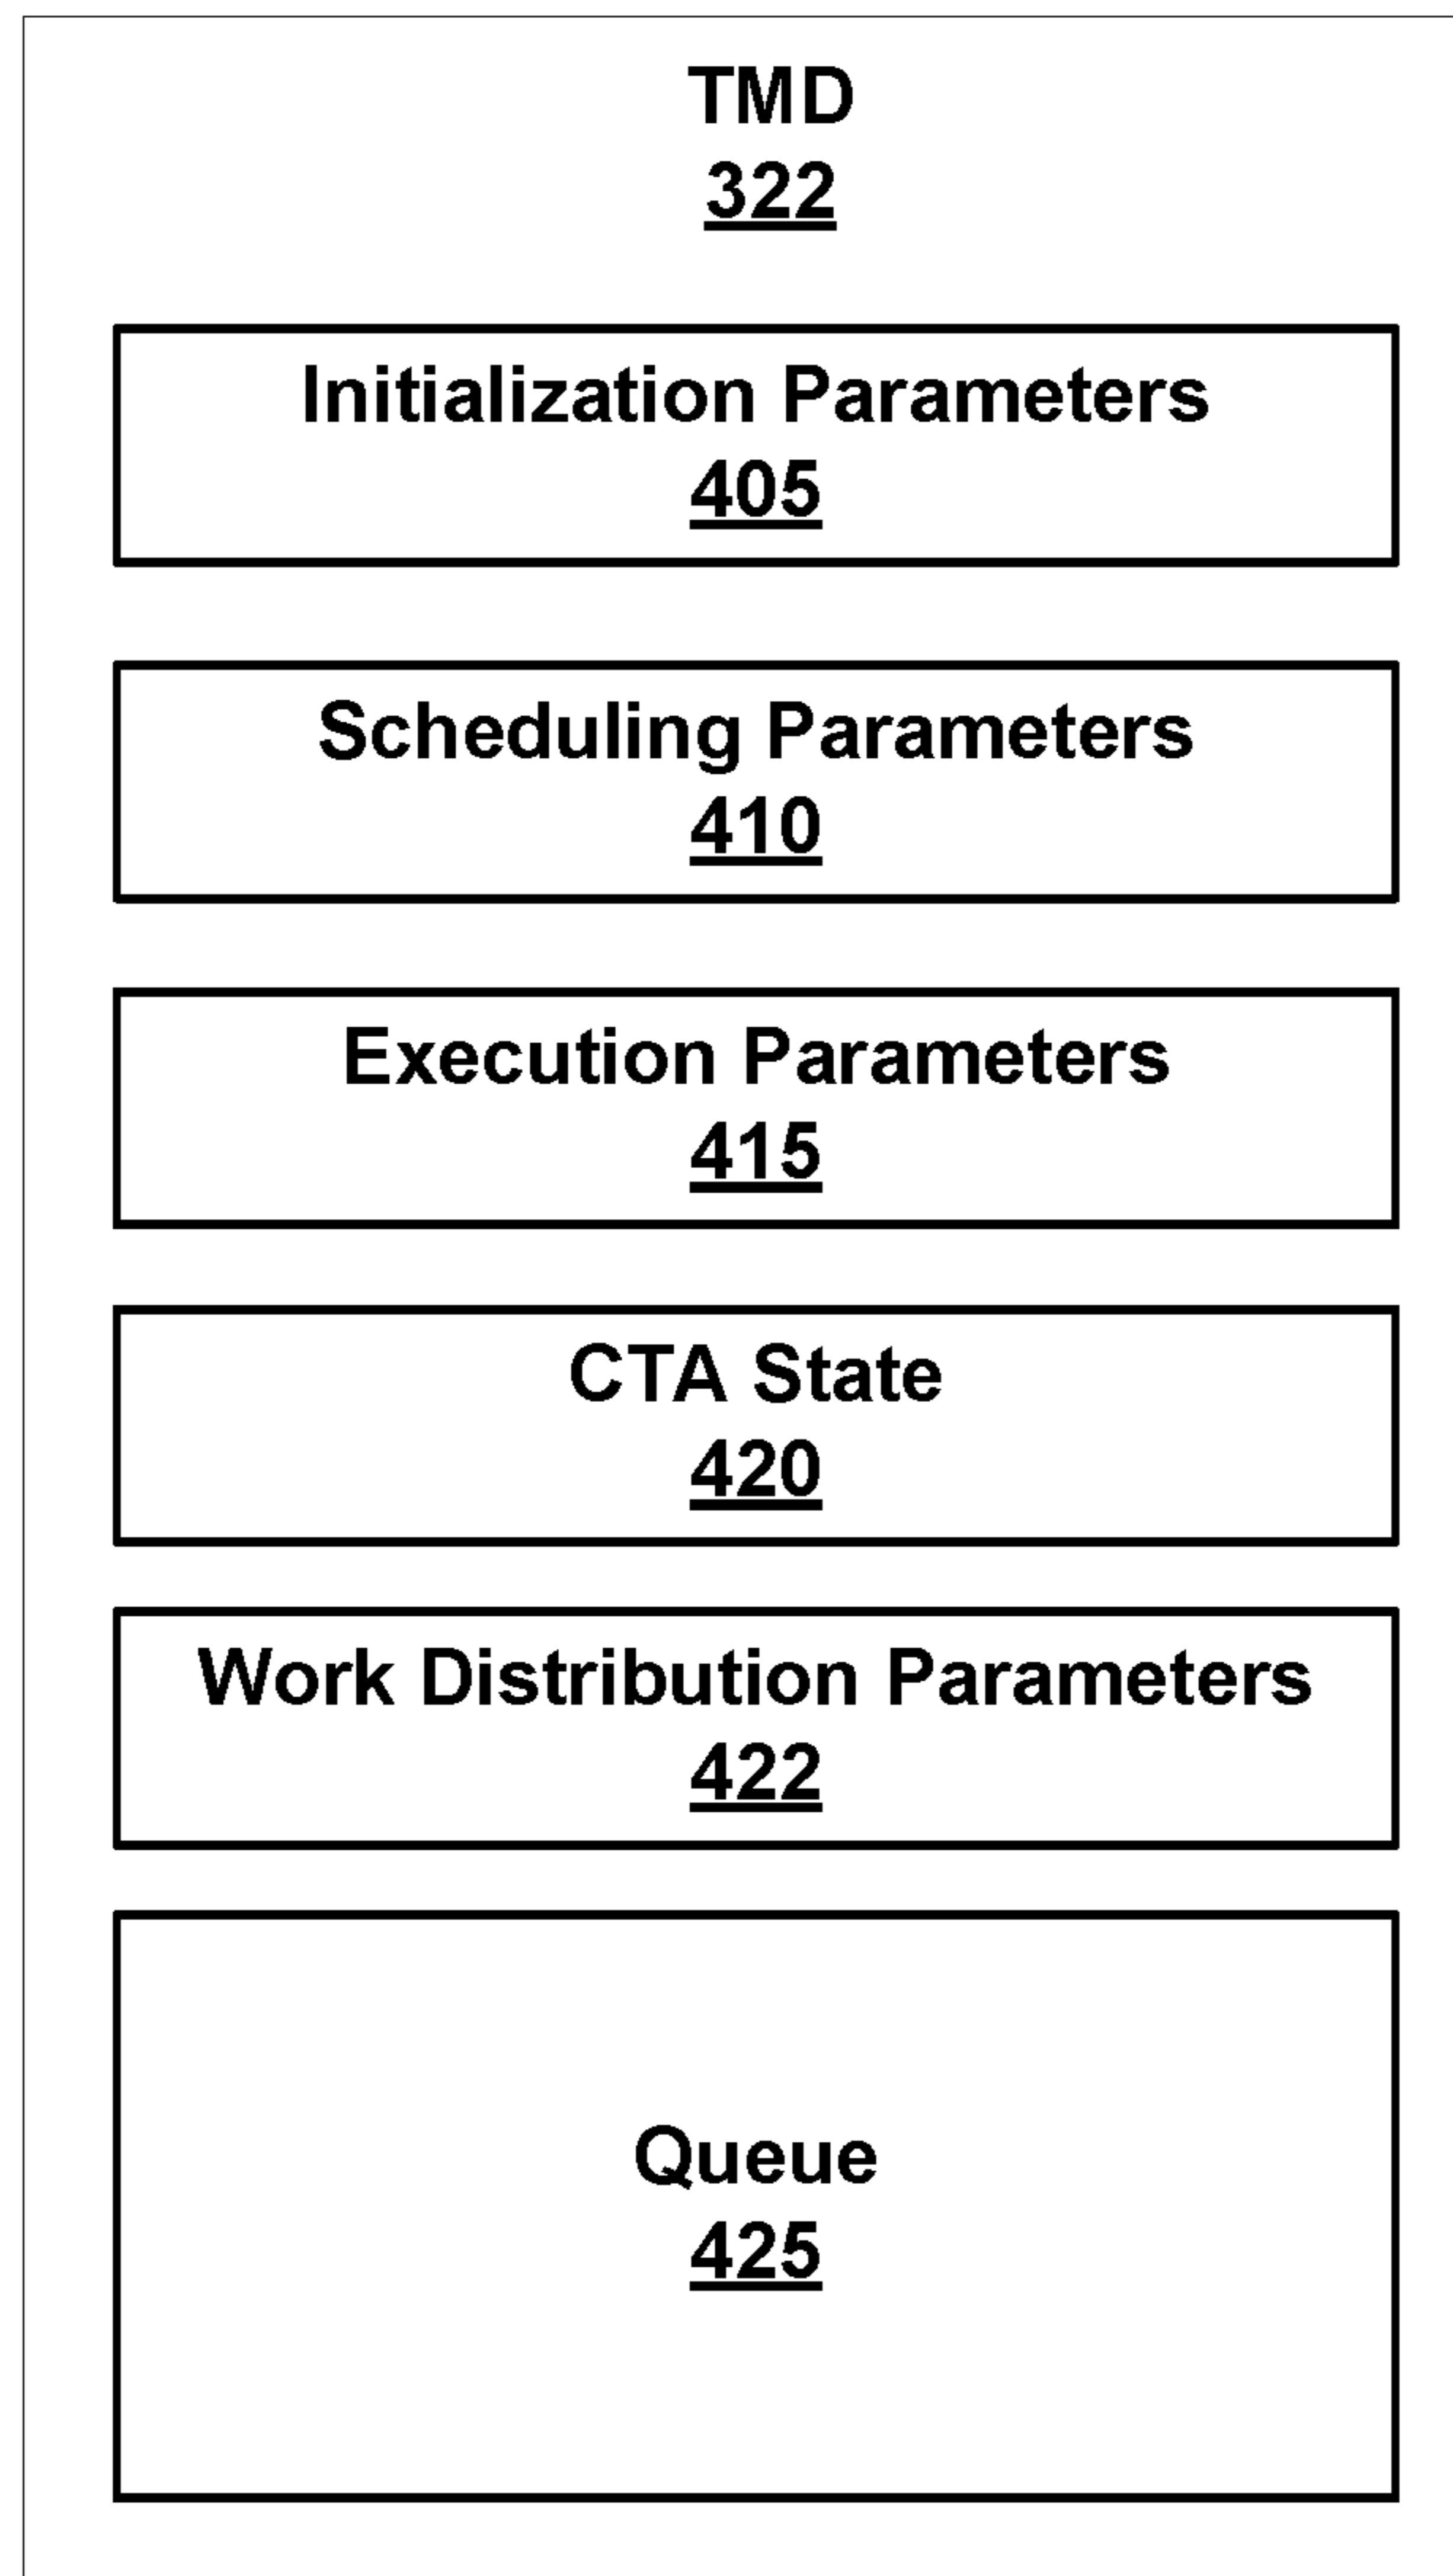 TMD
322
Initialization Parameters
405
Scheduling Parameters
410
Execution Parameters
415
CTA State
420
Work Distribution Parameters
422
Queue
425